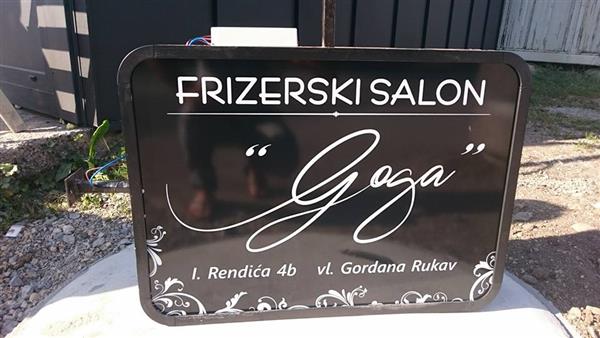 FRIZERSKI SALON
“Goga”
I. Rendića 4b vl. Gordana Rukav